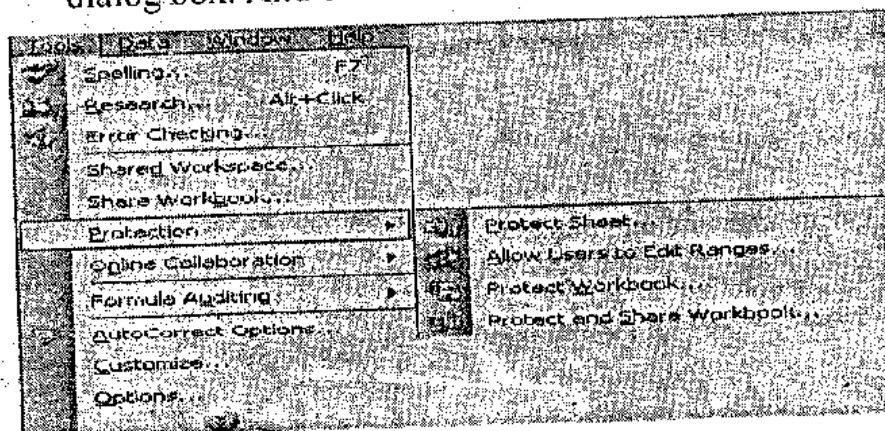 dialog box. And
Tools Data Window Help
Spelling... F7
Research... Alt+Click
Error Checking...
Shared Workspace...
Share Workbook...
Protection
Online Collaboration
Formula Auditing
AutoCorrect Options...
Customize...
Options...
Protect Sheet...
Allow Users to Edit Ranges...
Protect Workbook...
Protect and Share Workbook...